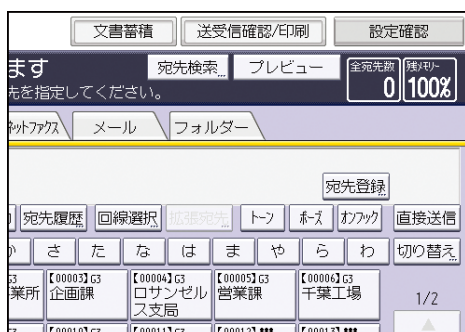 文書蓄積 送受信確認/印刷 設定確認
ます 宛先検索 プレビュー 全宛先数 残メモリー
先を指定してください。 0 100%
ネットファクス メール フォルダー
宛先登録
宛先履歴 回線選択 拡張宛先 トーン ポーズ オンフック 直接送信
か さ た な は ま や ら わ 切り替え
G3 【00003】G3 【00004】G3 【00005】G3 【00006】G3
業所 企画課 ロサンゼル 営業課 千葉工場 1/2
ス支局
【00010】G3 【00011】G3 【00012】 【00013】